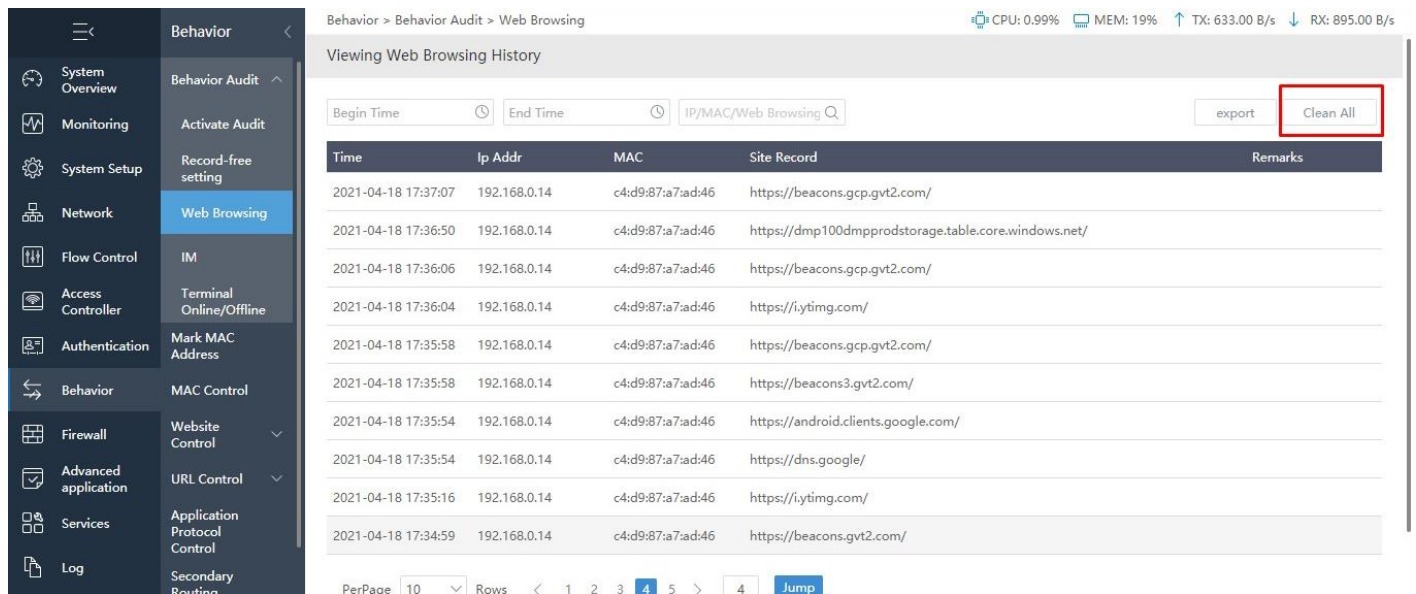 Behavior
Behavior > Behavior Audit > Web Browsing
CPU: 0.99% MEM: 19% TX: 633.00 B/s RX: 895.00 B/s
System Overview
Monitoring
System Setup
Network
Flow Control
Access Controller
Authentication
Behavior
Firewall
Advanced application
Services
Log
Behavior Audit
Activate Audit
Record-free setting
Web Browsing
IM
Terminal Online/Offline
Mark MAC Address
MAC Control
Website Control
URL Control
Application Protocol Control
Secondary Routing
Viewing Web Browsing History
Begin Time End Time IP/MAC/Web Browsing export Clean All
Time Ip Addr MAC Site Record Remarks
2021-04-18 17:37:07 192.168.0.14 c4:d9:87:a7:ad:46 https://beacons.gcp.gvt2.com/
2021-04-18 17:36:50 192.168.0.14 c4:d9:87:a7:ad:46 https://dmp100dmpprodstorage.table.core.windows.net/
2021-04-18 17:36:06 192.168.0.14 c4:d9:87:a7:ad:46 https://beacons.gcp.gvt2.com/
2021-04-18 17:36:04 192.168.0.14 c4:d9:87:a7:ad:46 https://i.ytimg.com/
2021-04-18 17:35:58 192.168.0.14 c4:d9:87:a7:ad:46 https://beacons.gcp.gvt2.com/
2021-04-18 17:35:58 192.168.0.14 c4:d9:87:a7:ad:46 https://beacons3.gvt2.com/
2021-04-18 17:35:54 192.168.0.14 c4:d9:87:a7:ad:46 https://android.clients.google.com/
2021-04-18 17:35:54 192.168.0.14 c4:d9:87:a7:ad:46 https://dns.google/
2021-04-18 17:35:16 192.168.0.14 c4:d9:87:a7:ad:46 https://i.ytimg.com/
2021-04-18 17:34:59 192.168.0.14 c4:d9:87:a7:ad:46 https://beacons.gvt2.com/
PerPage 10 Rows < 1 2 3 4 5 > 4 Jump